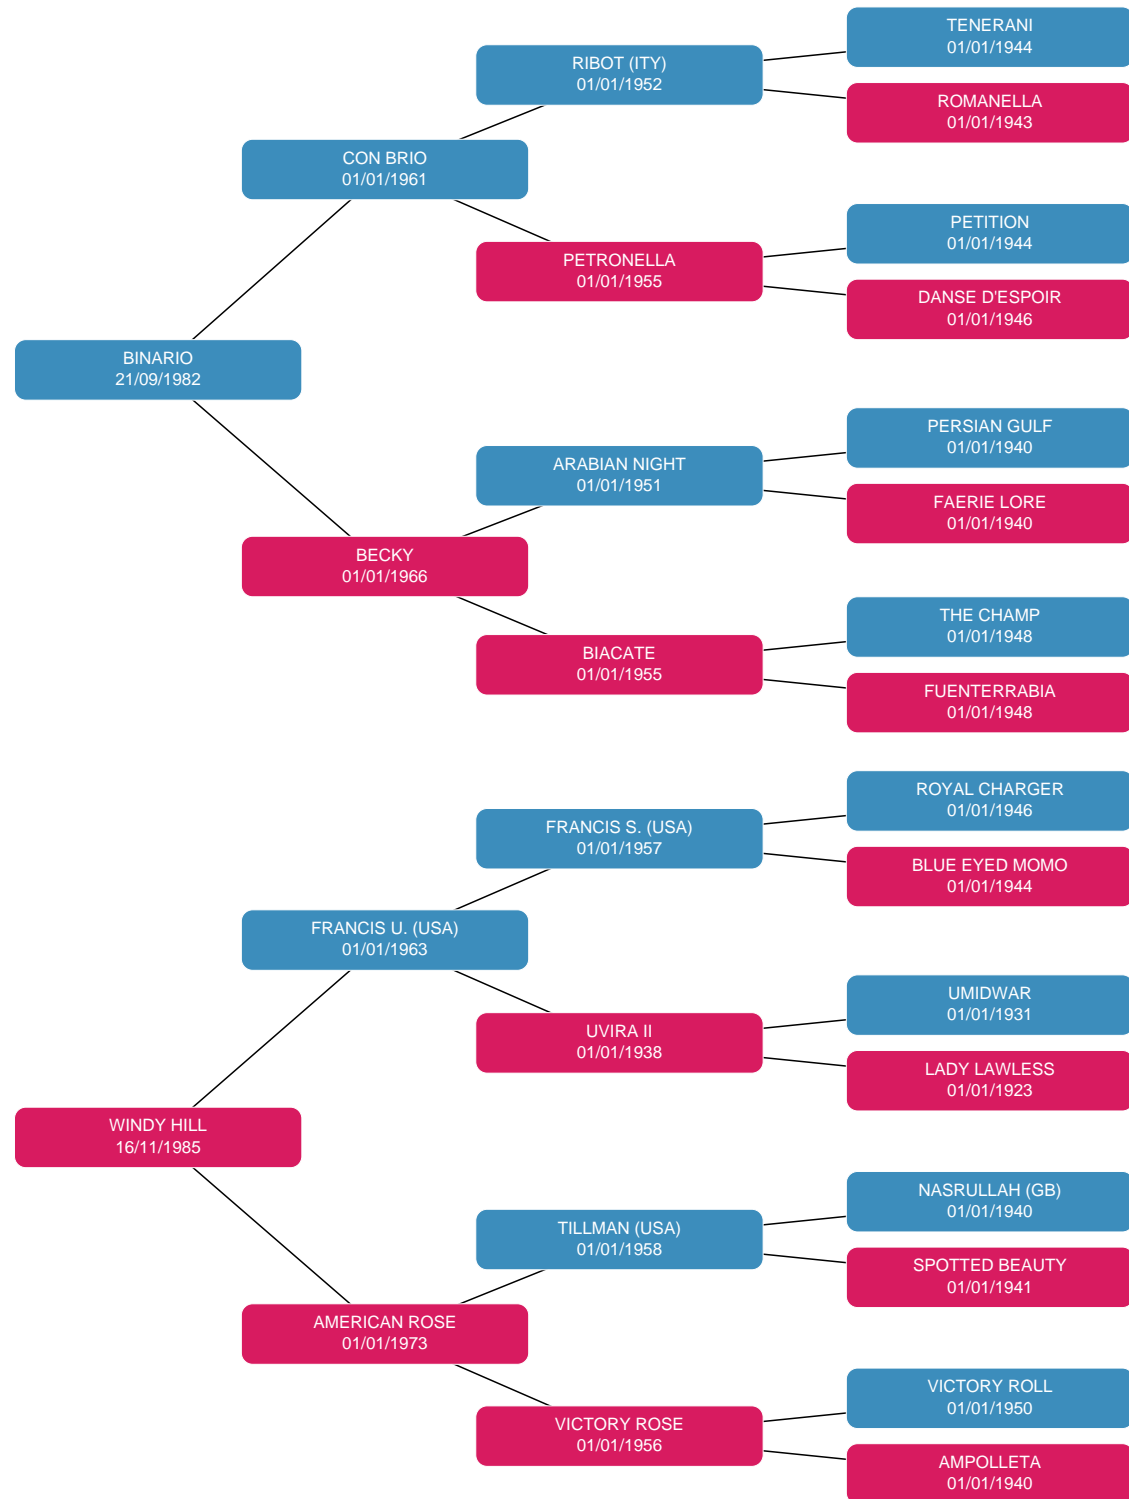 TENERANI
01/01/1944
RIBOT (ITY)
01/01/1952
ROMANELLA
01/01/1943
CON BRIO
01/01/1961
PETITION
01/01/1944
PETRONELLA
01/01/1955
DANSE D'ESPOIR
01/01/1946
BINARIO
21/09/1982
PERSIAN GULF
01/01/1940
ARABIAN NIGHT
01/01/1951
FAERIE LORE
01/01/1940
BECKY
01/01/1966
THE CHAMP
01/01/1948
BIACATE
01/01/1955
FUENTERRABIA
01/01/1948
ROYAL CHARGER
01/01/1946
FRANCIS S. (USA)
01/01/1957
BLUE EYED MOMO
01/01/1944
FRANCIS U. (USA)
01/01/1963
UMIDWAR
01/01/1931
UVIRA II
01/01/1938
LADY LAWLESS
01/01/1923
WINDY HILL
16/11/1985
NASRULLAH (GB)
01/01/1940
TILLMAN (USA)
01/01/1958
SPOTTED BEAUTY
01/01/1941
AMERICAN ROSE
01/01/1973
VICTORY ROLL
01/01/1950
VICTORY ROSE
01/01/1956
AMPOLLETA
01/01/1940